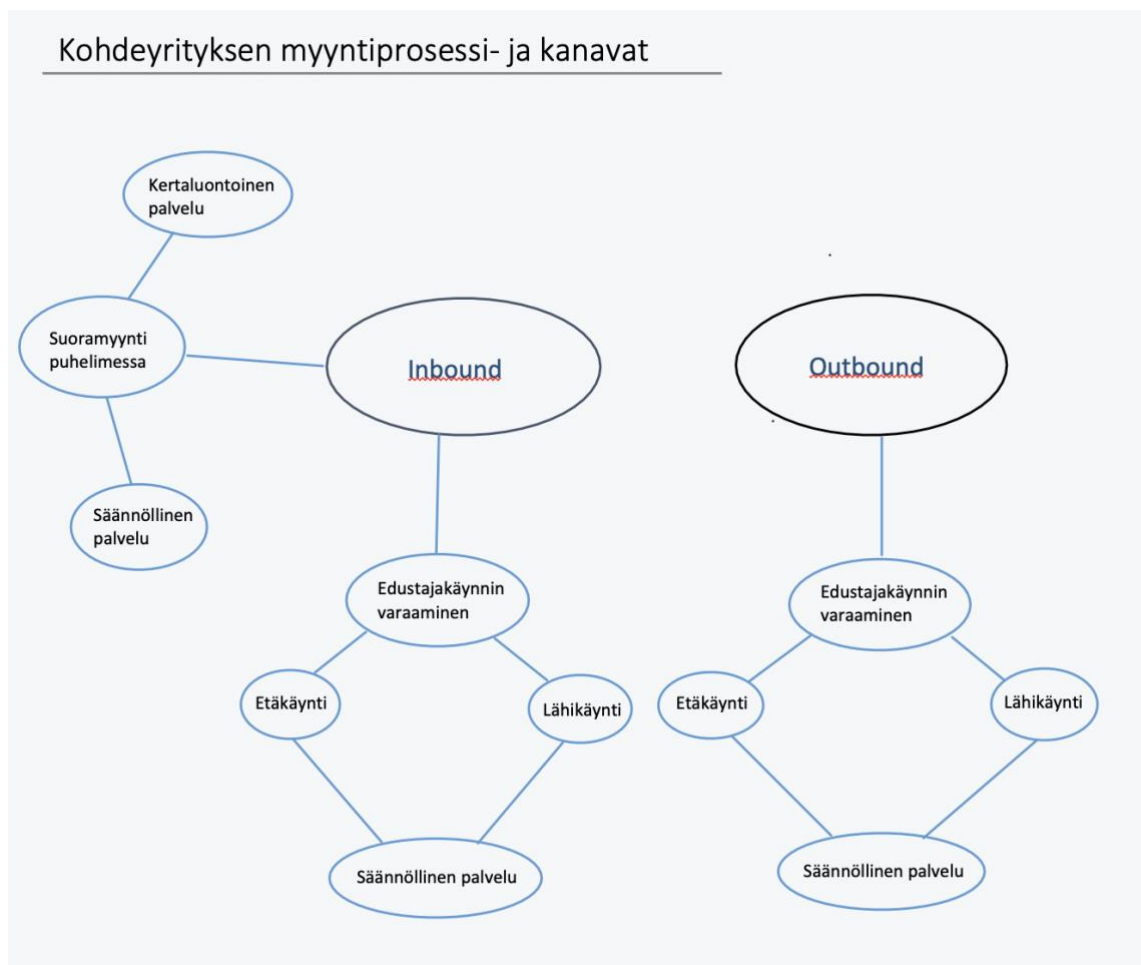 Kohdeyrityksen myyntiprosessi- ja kanavat
Kertaluontoinen
palvelu
Suoramyynti
puhelimessa
Inbound
Outbound
Säännöllinen
palvelu
Edustajakäynnin
varaaminen
Edustajakäynnin
varaaminen
Etäkäynti
Lähikäynti
Etäkäynti
Lähikäynti
Säännöllinen palvelu
Säännöllinen palvelu